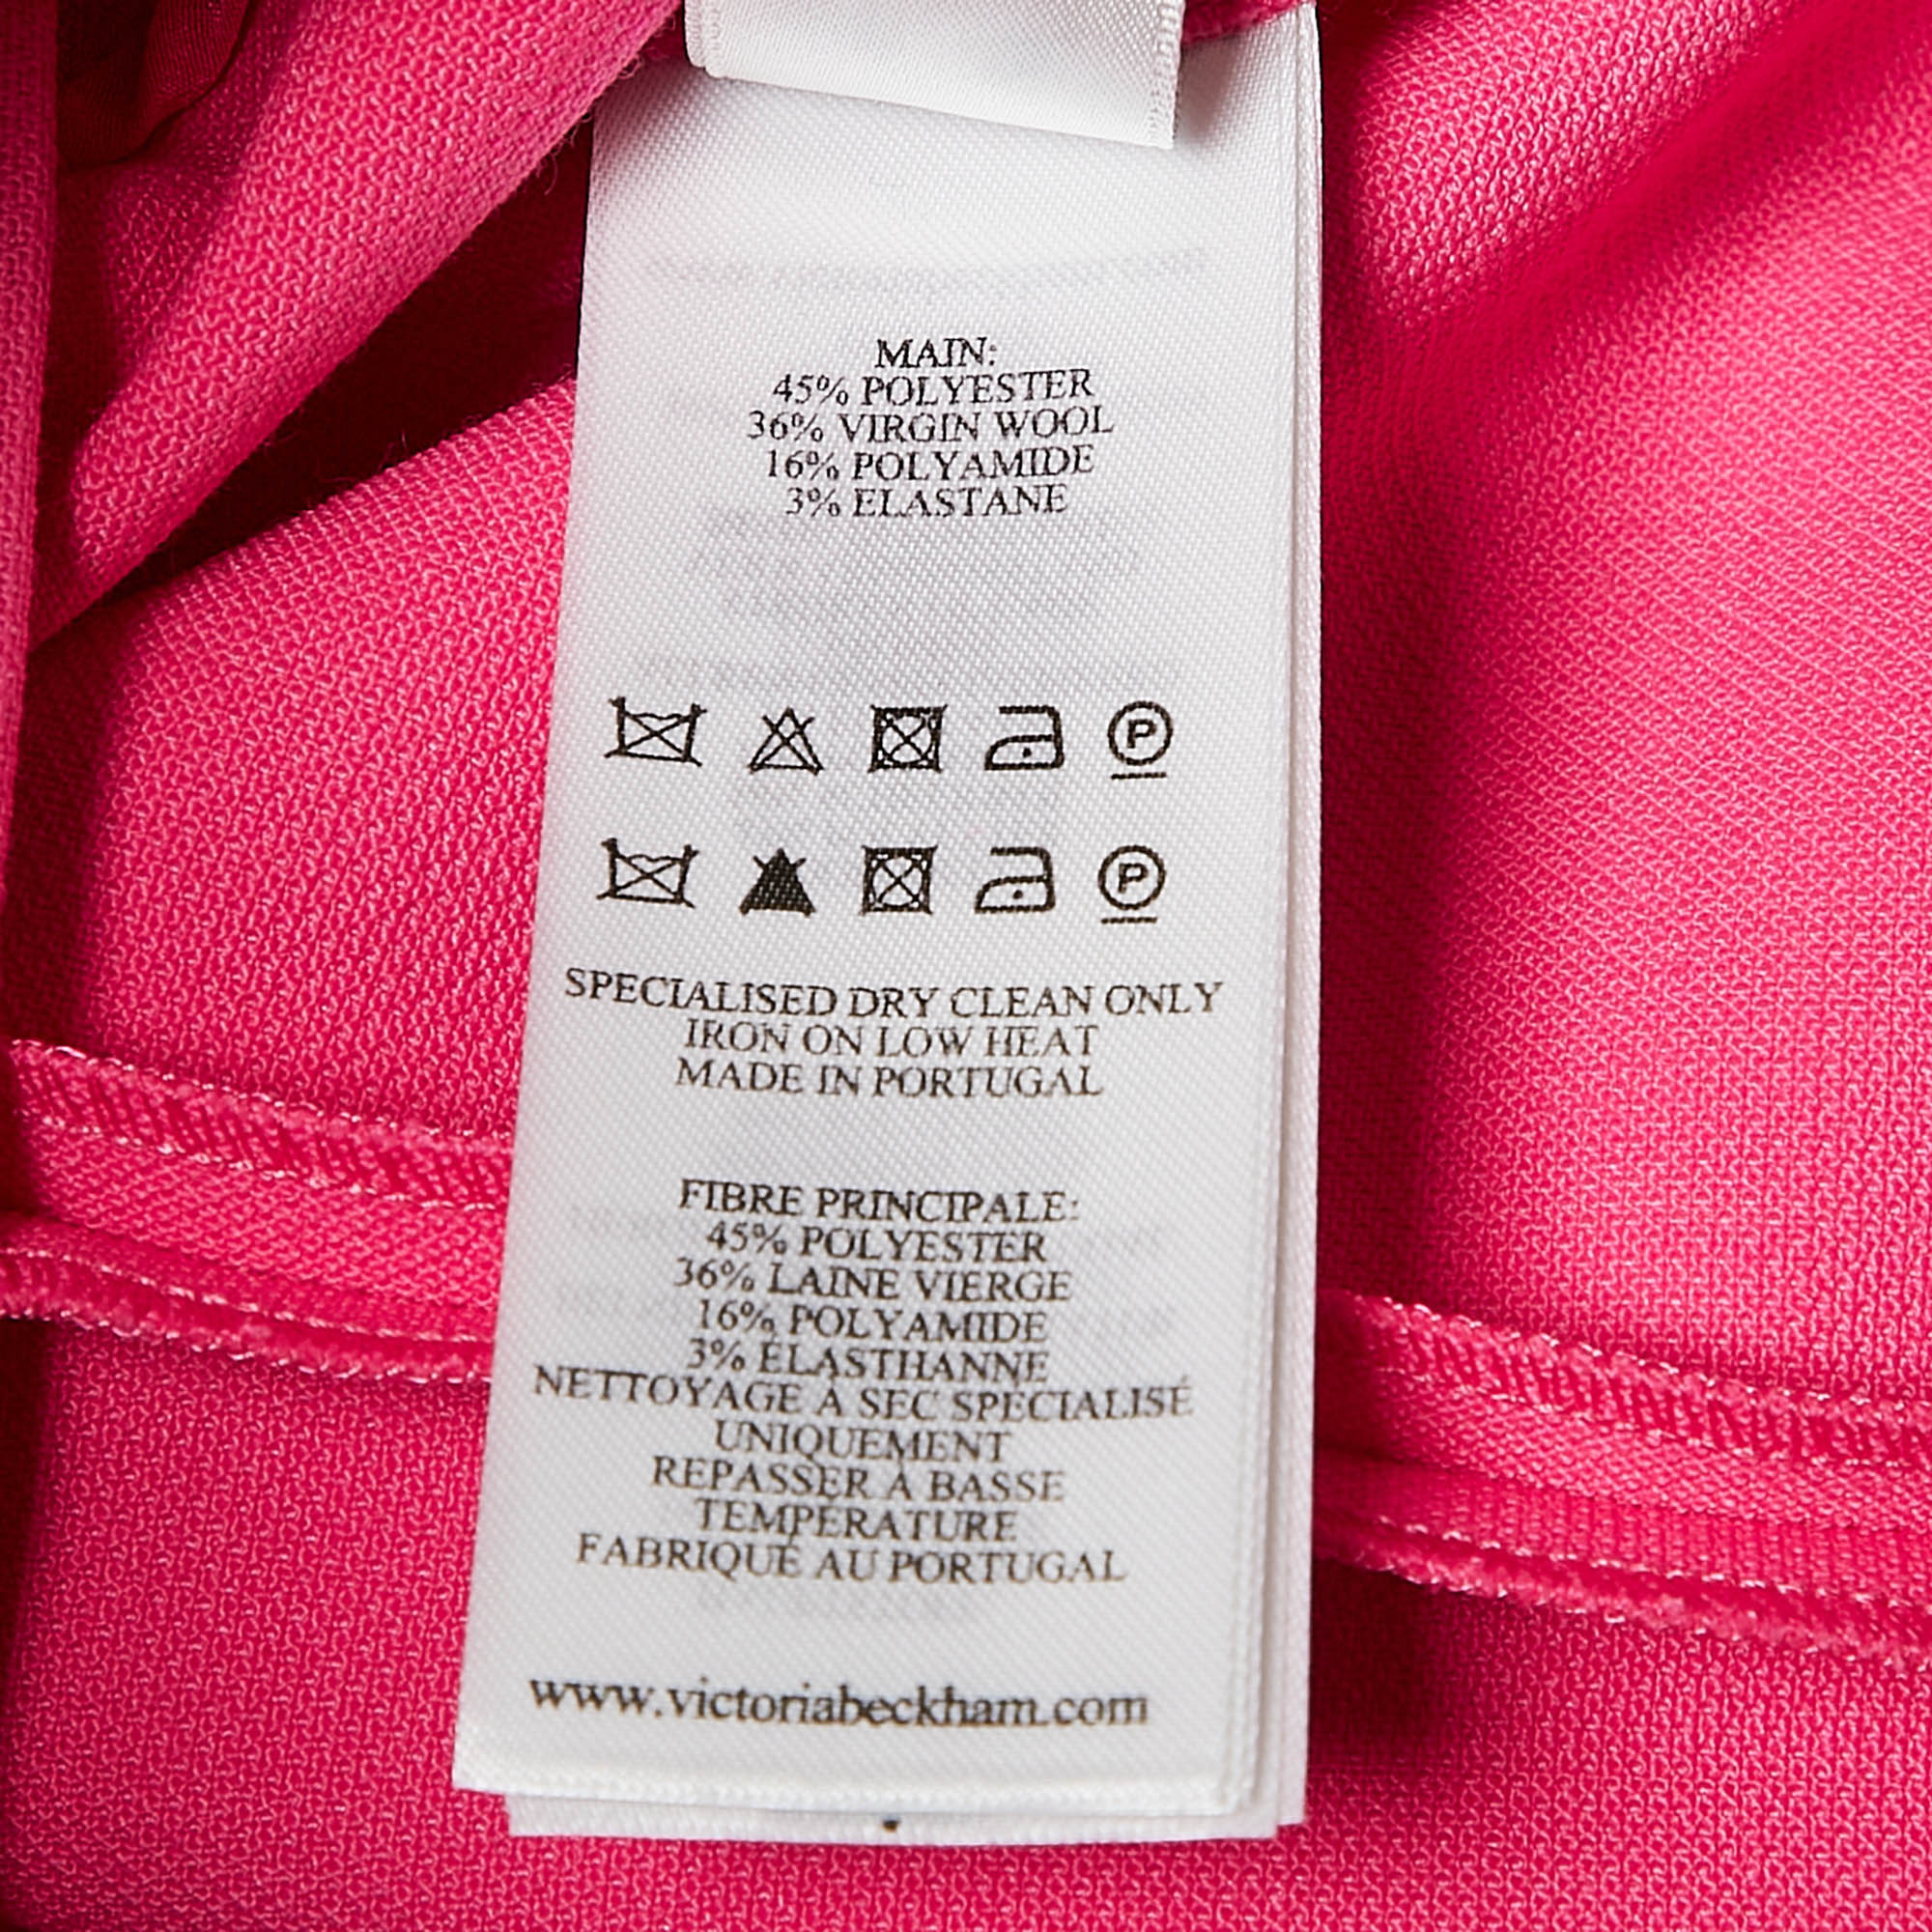 MAIN:
45% POLYESTER
36% VIRGIN WOOL
16% POLYAMIDE
3% ELASTANE
P
P
SPECIALISED DRY CLEAN ONLY
IRON ON LOW HEAT
MADE IN PORTUGAL
FIBRE PRINCIPALE:
45% POLYESTER
36% LAINE VIERGE
16% POLYAMIDE
3% ÉLASTHANNE
NETTOYAGE À SEC SPÉCIALISÉ
UNIQUEMENT
REPASSER À BASSE
TEMPÉRATURE
FABRIQUÉ AU PORTUGAL
www.victoriabeckham.com